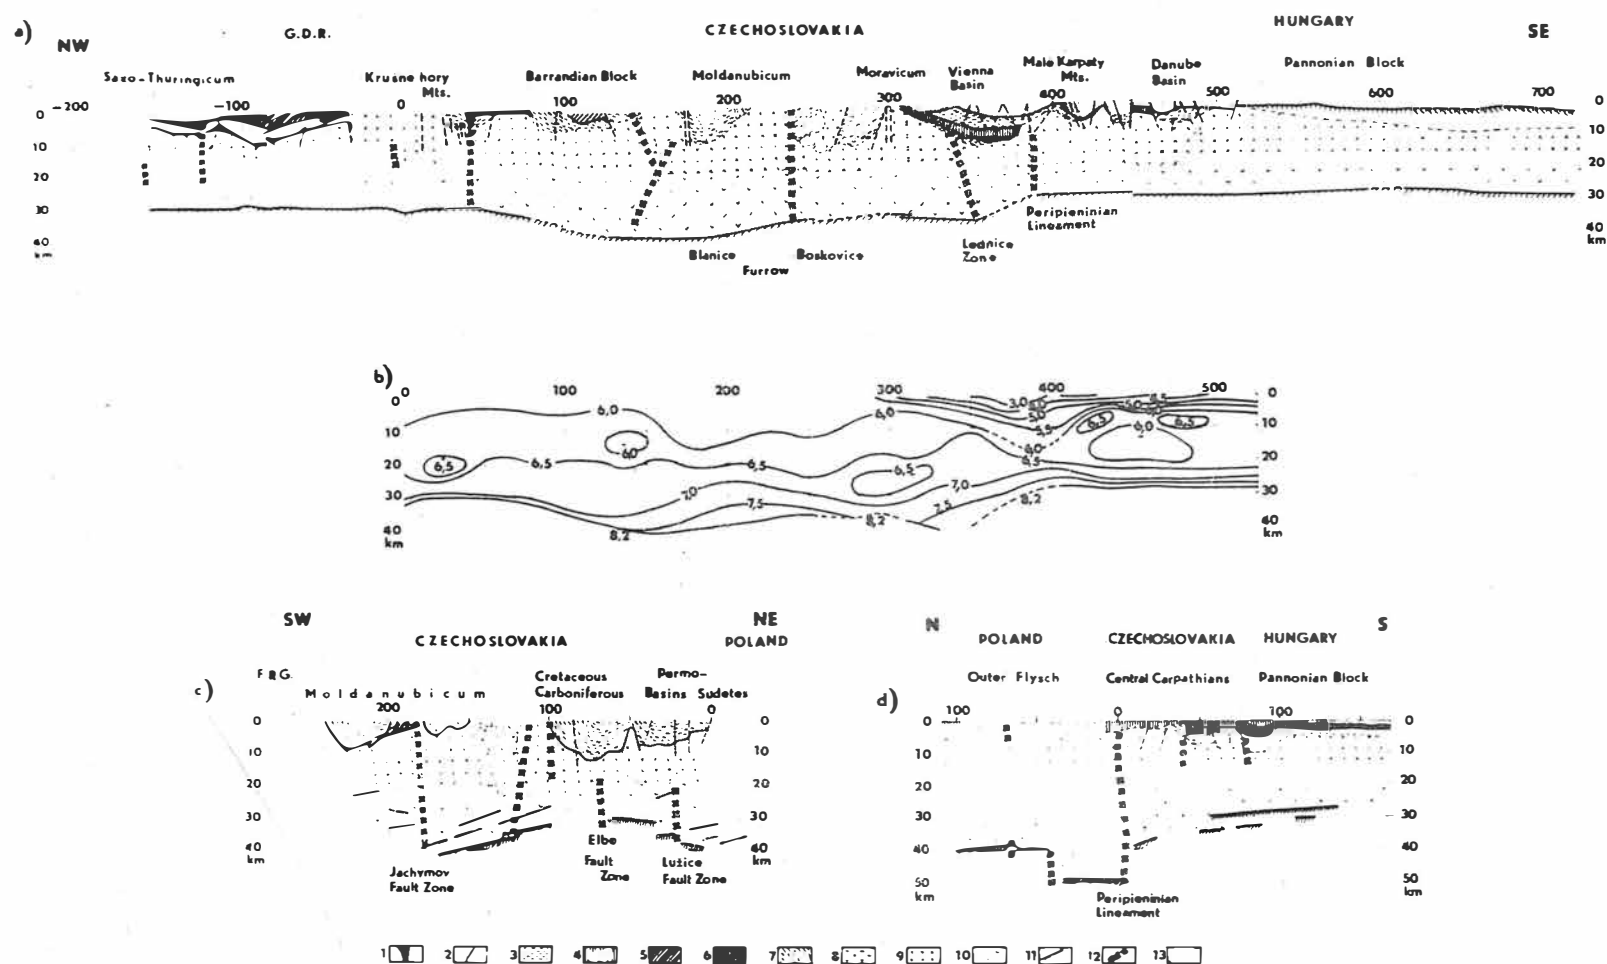 a)
NW
G.D.R.
CZECHOSLOVAKIA
HUNGARY
SE
Saxo-Thuringicum
Krusne hory
Mts.
Barrandian Block
Moldanubicum
Moravicum
Vienna
Basin
Male Karpaty
Mts.
Danube
Basin
Pannonian Block
-200 -100 0 100 200 300 400 500 600 700
0
10
20
30
40
km
0
10
20
30
40
km
Blanice
Boskovice
Furrow
Lednice
Zone
Peripieninian
Lineament
b)
0 100 200 300 400 500
0
10
20
30
40
km
0
10
20
30
40
km
6,0
6,0
6,5
6,5
6,5
7,0
7,5
8,2
6,0
6,5
8,2
7,0
7,5
8,2
3,0
5,0
5,5
6,0
6,5
6,5
5,0
6,0
6,5
SW
NE
CZECHOSLOVAKIA
POLAND
c)
F.R.G.
Moldanubicum
Cretaceous
Carboniferous
Permo-
Basins Sudetes
200 100 0
0
10
20
30
40
km
0
10
20
30
40
km
Jachymov
Fault Zone
Elbe
Fault
Zone
Lužice
Fault Zone
N
S
POLAND
CZECHOSLOVAKIA
HUNGARY
Outer Flysch
Central Carpathians
Pannonian Block
d)
100 0 100
0
10
20
30
40
50
km
0
10
20
30
40
50
km
Peripieninian
Lineament
1 2 3 4 5 6 7 8 9 10 11 12 13